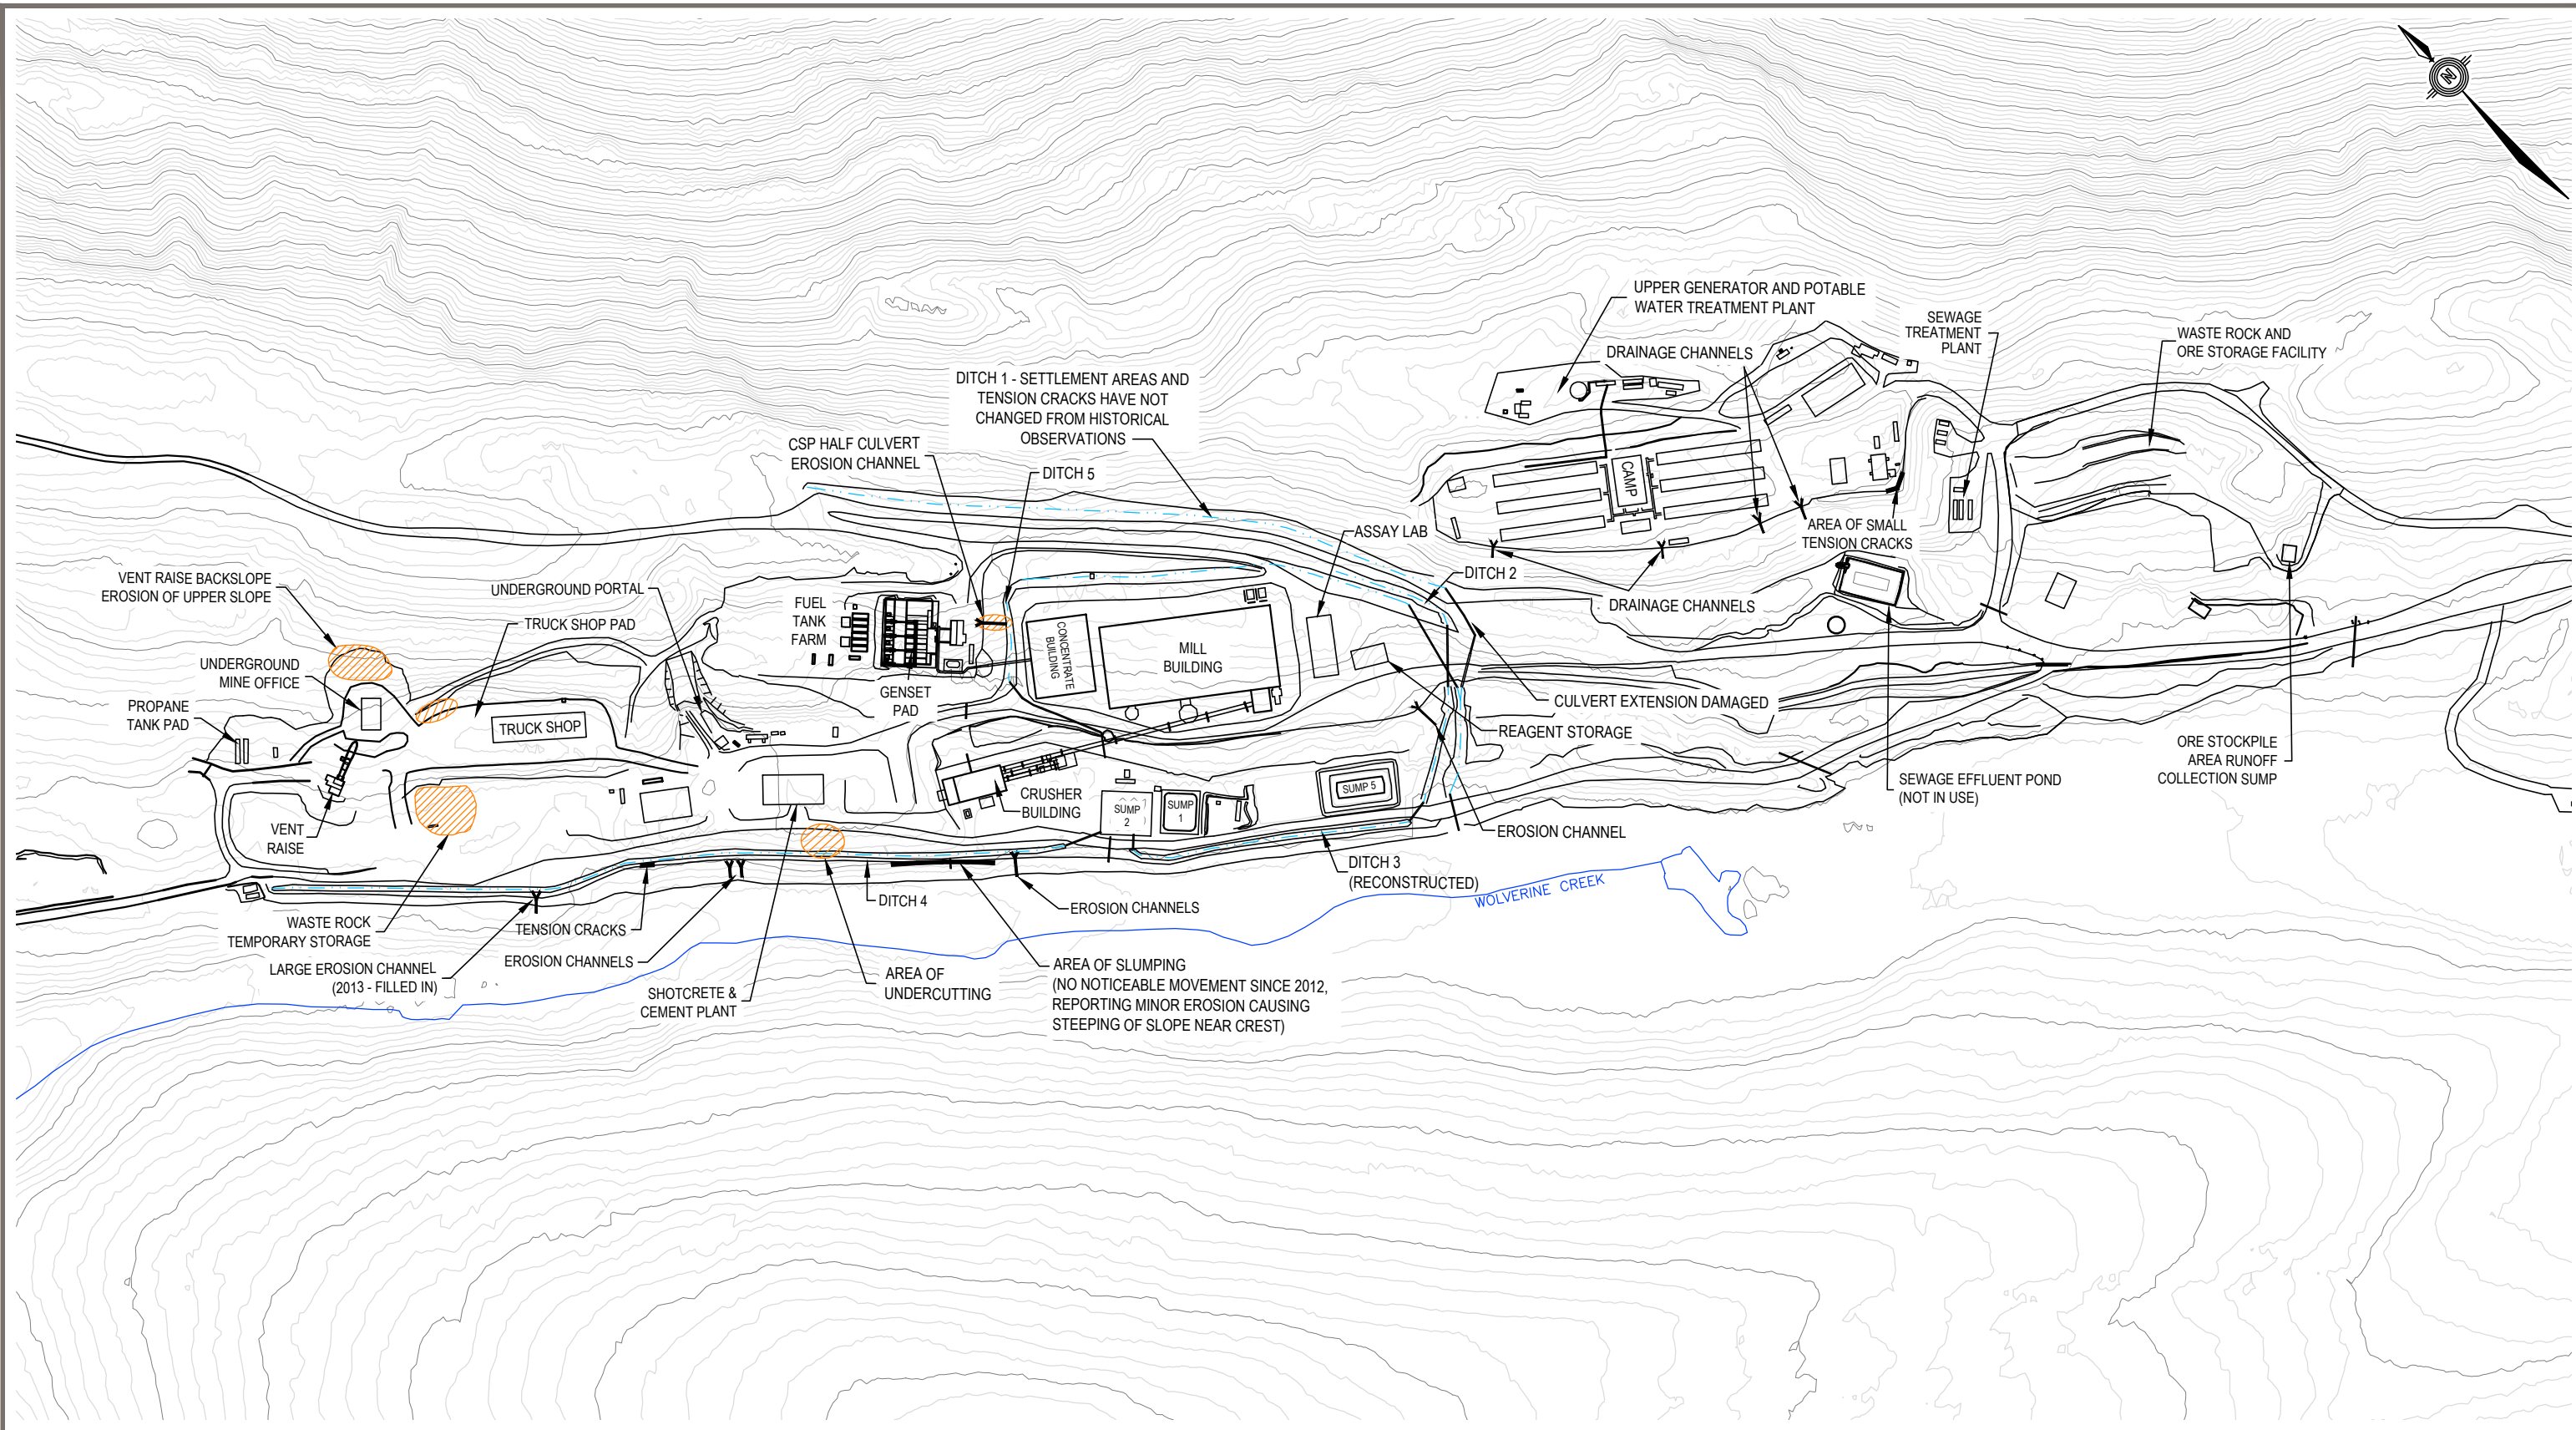 N
UPPER GENERATOR AND POTABLE
WATER TREATMENT PLANT
SEWAGE
TREATMENT
PLANT
WASTE ROCK AND
ORE STORAGE FACILITY
DRAINAGE CHANNELS
DITCH 1 - SETTLEMENT AREAS AND
TENSION CRACKS HAVE NOT
CHANGED FROM HISTORICAL
OBSERVATIONS
CSP HALF CULVERT
EROSION CHANNEL
DITCH 5
CAMP
ASSAY LAB
AREA OF SMALL
TENSION CRACKS
DITCH 2
VENT RAISE BACKSLOPE
EROSION OF UPPER SLOPE
UNDERGROUND PORTAL
FUEL
TANK
FARM
DRAINAGE CHANNELS
TRUCK SHOP PAD
CONCENTRATE
BUILDING
MILL
BUILDING
UNDERGROUND
MINE OFFICE
GENSET
PAD
CULVERT EXTENSION DAMAGED
PROPANE
TANK PAD
TRUCK SHOP
REAGENT STORAGE
ORE STOCKPILE
AREA RUNOFF
COLLECTION SUMP
SEWAGE EFFLUENT POND
(NOT IN USE)
CRUSHER
BUILDING
SUMP
2
SUMP
1
SUMP 5
VENT
RAISE
EROSION CHANNEL
DITCH 3
(RECONSTRUCTED)
WOLVERINE CREEK
DITCH 4
EROSION CHANNELS
WASTE ROCK
TEMPORARY STORAGE
TENSION CRACKS
EROSION CHANNELS
LARGE EROSION CHANNEL
(2013 - FILLED IN)
SHOTCRETE &
CEMENT PLANT
AREA OF
UNDERCUTTING
AREA OF SLUMPING
(NO NOTICEABLE MOVEMENT SINCE 2012,
REPORTING MINOR EROSION CAUSING
STEEPING OF SLOPE NEAR CREST)